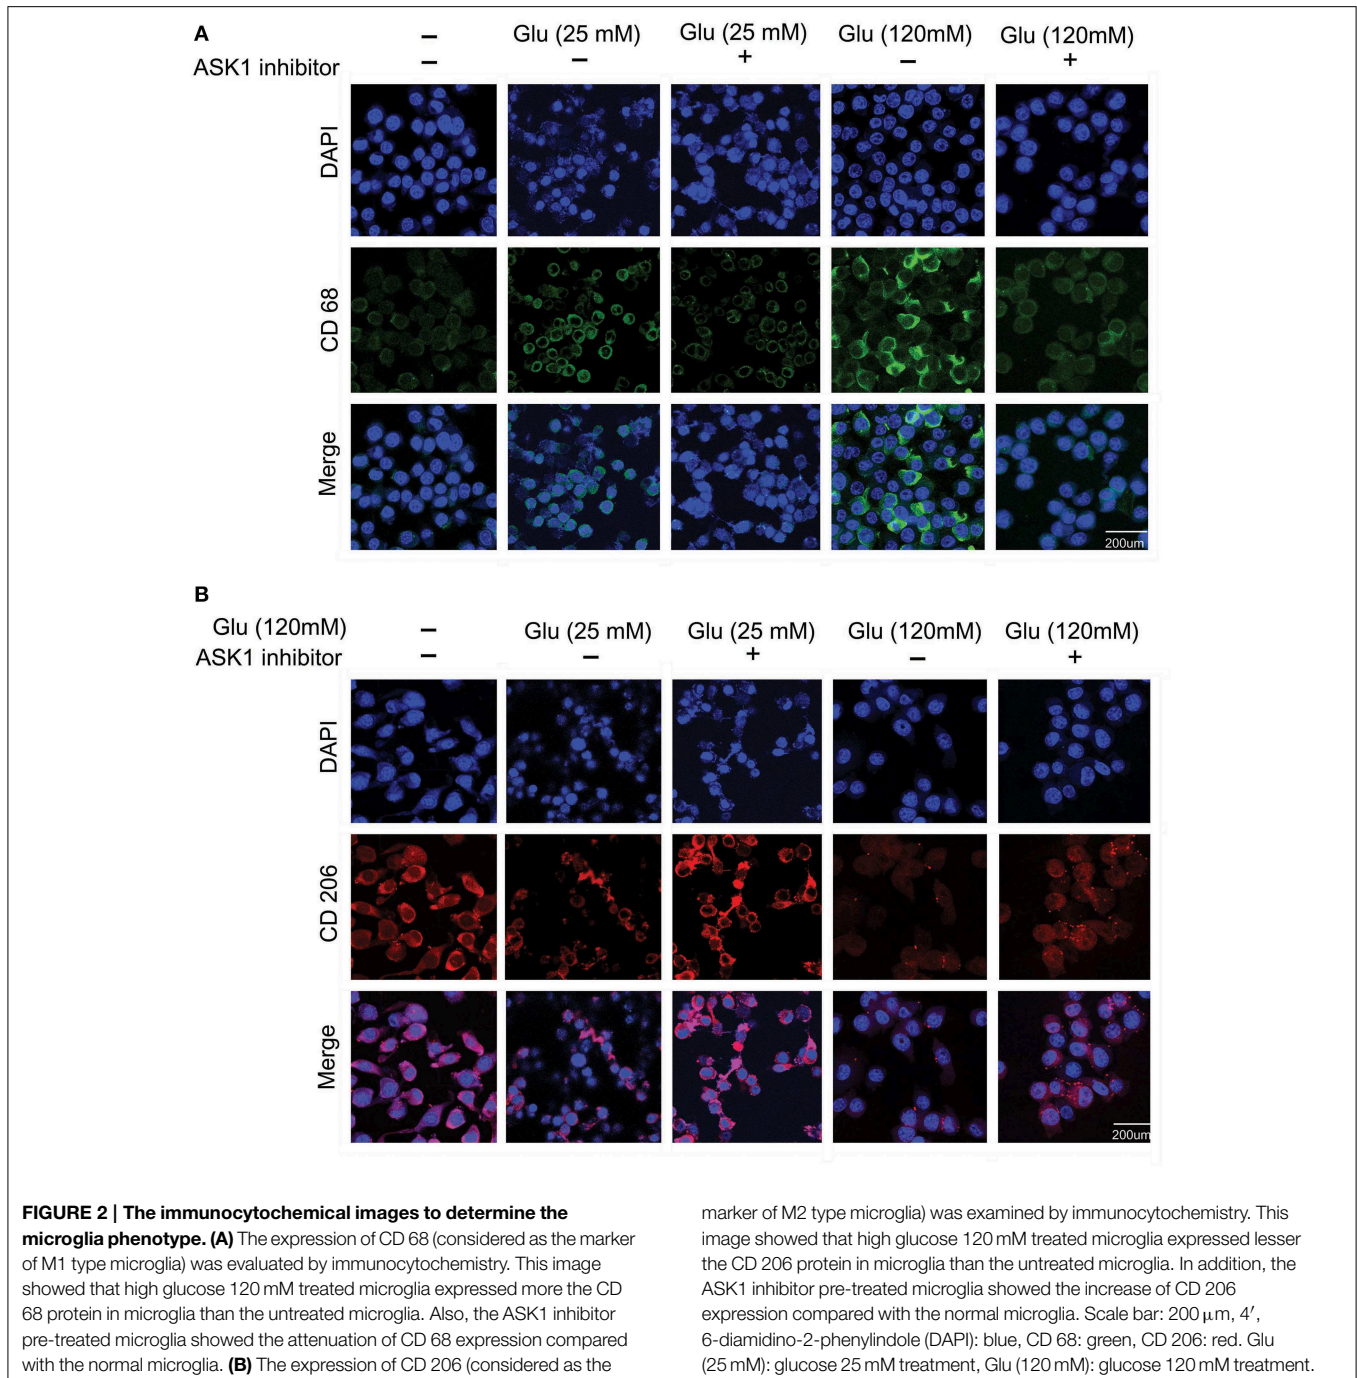 A
– Glu (25 mM) Glu (25 mM) Glu (120mM) Glu (120mM)
ASK1 inhibitor – – + – +
DAPI
CD 68
Merge
200um
B
Glu (120mM) – Glu (25 mM) Glu (25 mM) Glu (120mM) Glu (120mM)
ASK1 inhibitor – – + – +
DAPI
CD 206
Merge
200um
FIGURE 2 | The immunocytochemical images to determine the
microglia phenotype. (A) The expression of CD 68 (considered as the marker
of M1 type microglia) was evaluated by immunocytochemistry. This image
showed that high glucose 120 mM treated microglia expressed more the CD
68 protein in microglia than the untreated microglia. Also, the ASK1 inhibitor
pre-treated microglia showed the attenuation of CD 68 expression compared
with the normal microglia. (B) The expression of CD 206 (considered as the
marker of M2 type microglia) was examined by immunocytochemistry. This
image showed that high glucose 120 mM treated microglia expressed lesser
the CD 206 protein in microglia than the untreated microglia. In addition, the
ASK1 inhibitor pre-treated microglia showed the increase of CD 206
expression compared with the normal microglia. Scale bar: 200 μm, 4′,
6-diamidino-2-phenylindole (DAPI): blue, CD 68: green, CD 206: red. Glu
(25 mM): glucose 25 mM treatment, Glu (120 mM): glucose 120 mM treatment.